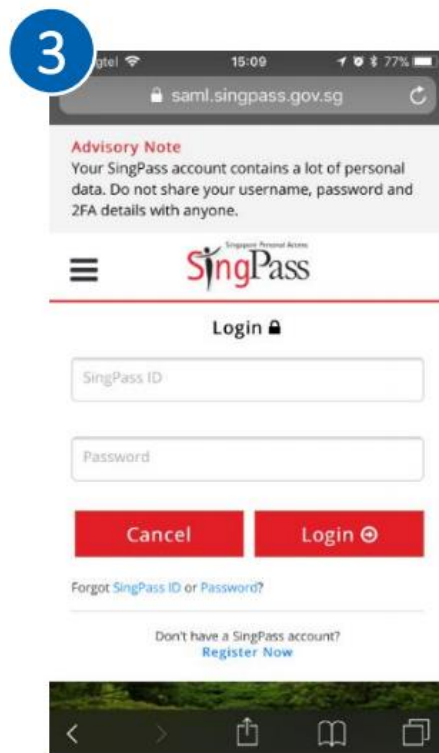 3
gtel 15:09 77%
saml.singpass.gov.sg
Advisory Note
Your SingPass account contains a lot of personal
data. Do not share your username, password and
2FA details with anyone.
Singapore Personal Access
SingPass
Login
SingPass ID
Password
Cancel Login
Forgot SingPass ID or Password?
Don't have a SingPass account?
Register Now